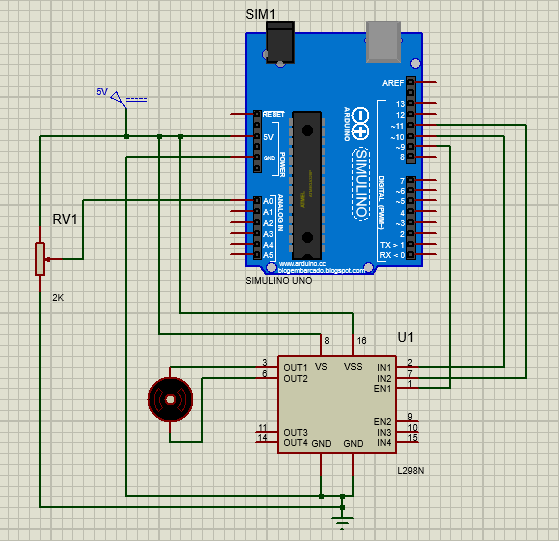 SIM1
5V
RESET
5V
GND
POWER
A0
A1
A2
A3
A4
A5
ANALOG IN
ARDUINO
SIMULINO
AREF
13
12
~11
~10
~9
8
7
~6
~5
4
~3
2
TX > 1
RX < 0
DIGITAL (PWM~)
www.arduino.cc
blogembarcado.blogspot.com
SIMULINO UNO
RV1
2K
U1
8
16
VS
VSS
3
OUT1
6
OUT2
11
OUT3
14
OUT4
GND
GND
IN1
2
IN2
7
EN1
1
EN2
9
IN3
10
IN4
15
L298N